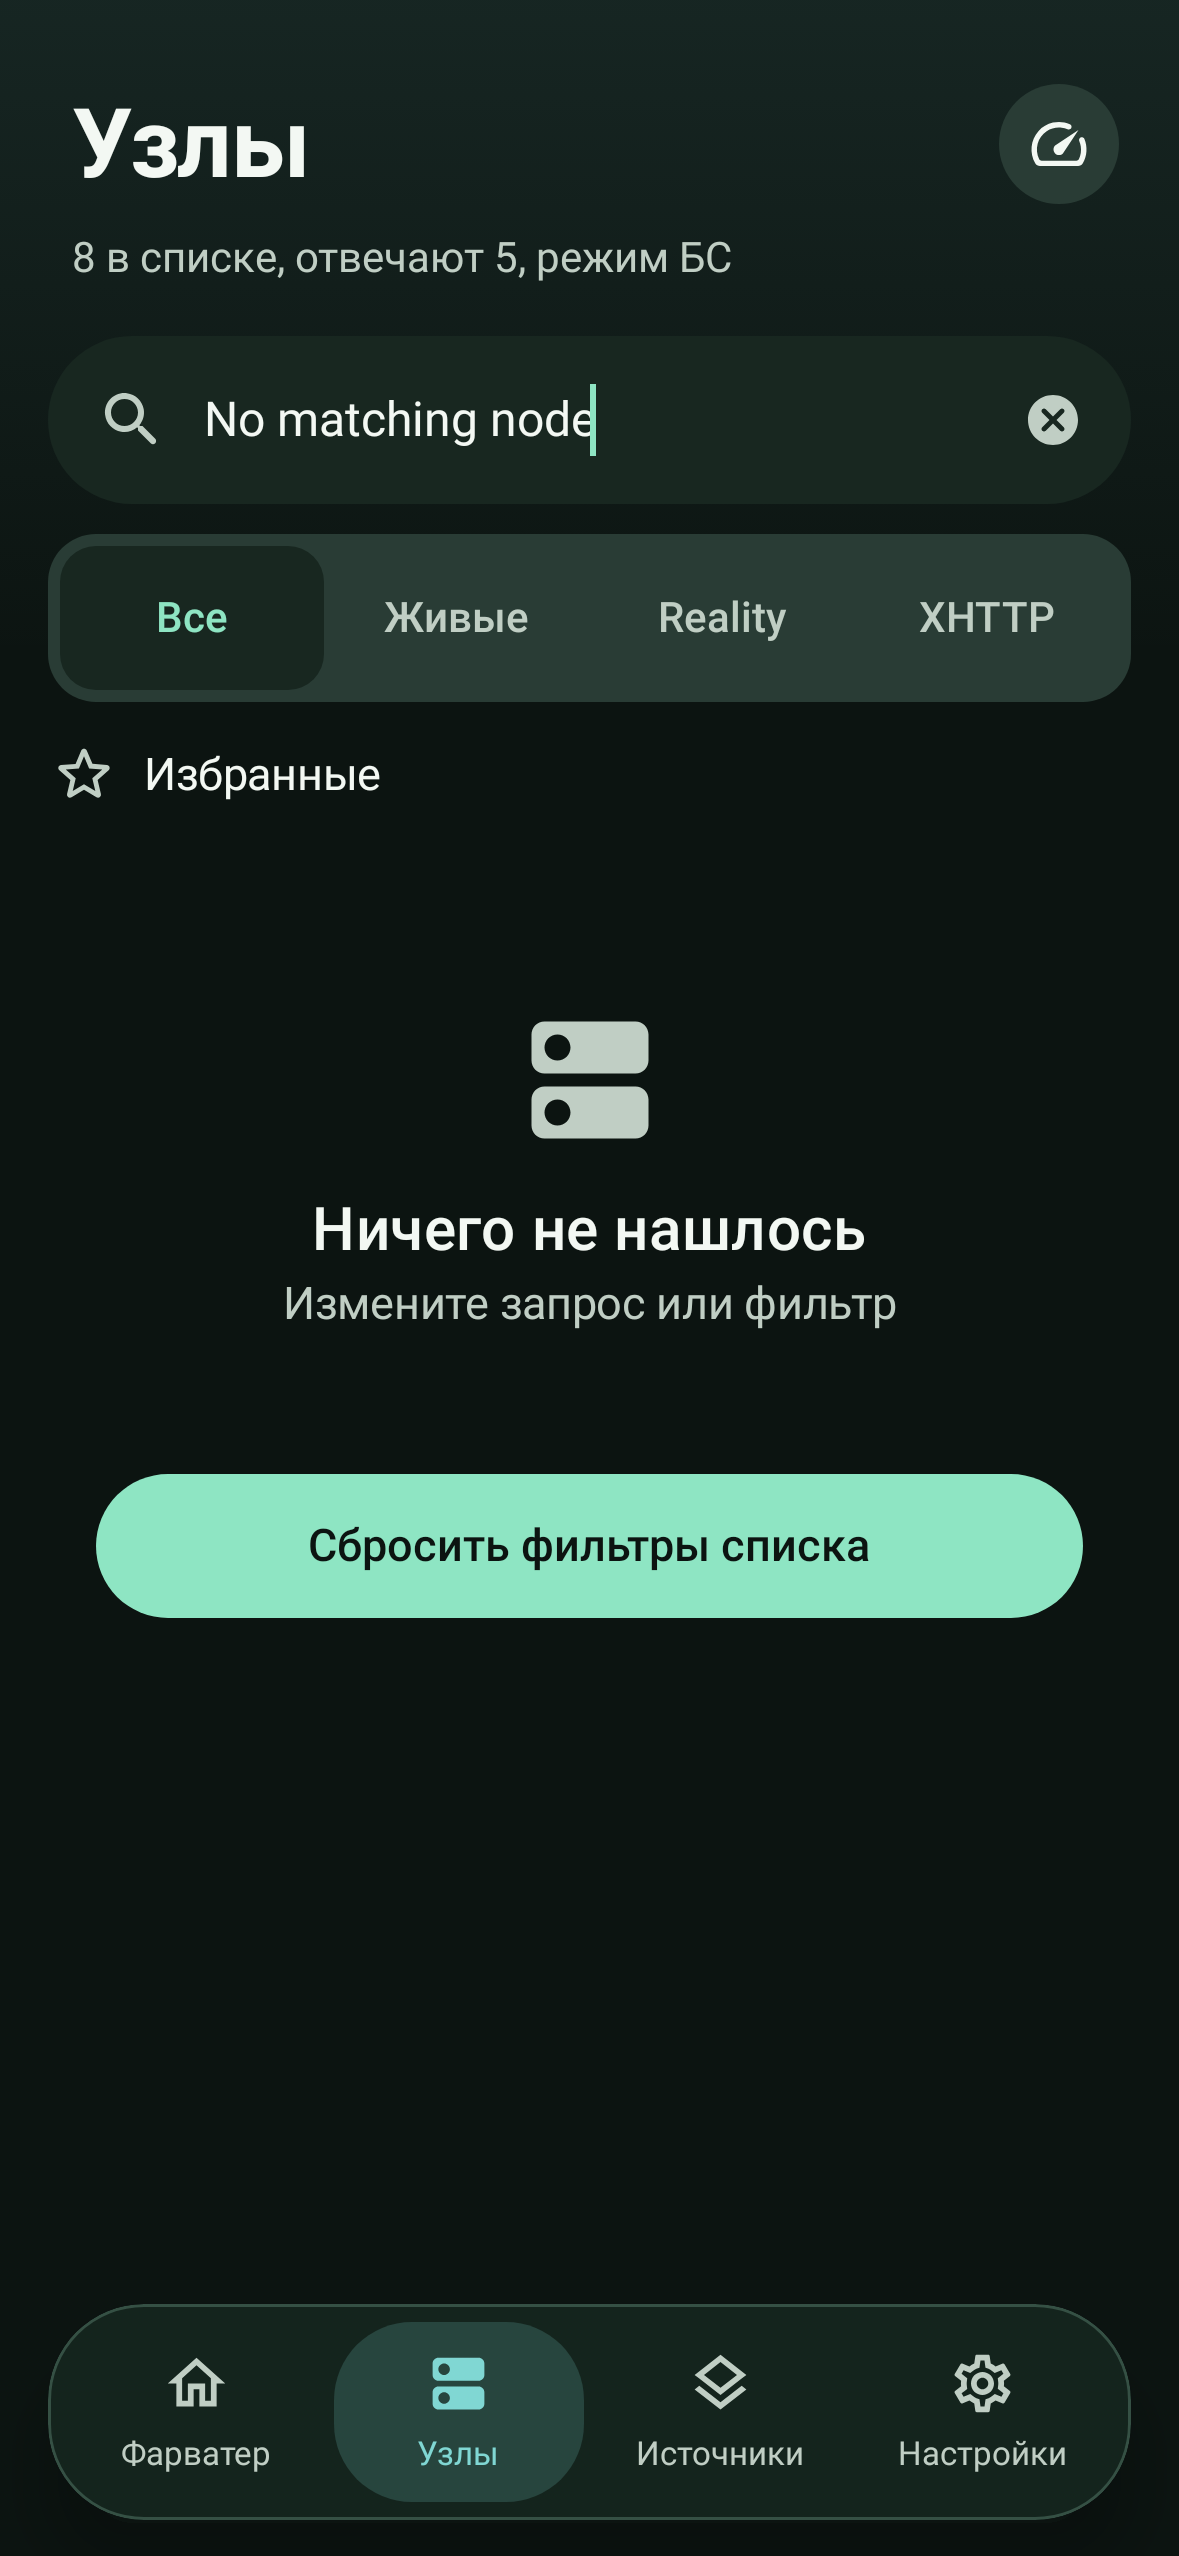 Узлы
8 в списке, отвечают 5, режим БС
No matching node
Все
Живые
Reality
XHTTP
Избранные
Ничего не нашлось
Измените запрос или фильтр
Сбросить фильтры списка
Фарватер
Узлы
Источники
Настройки